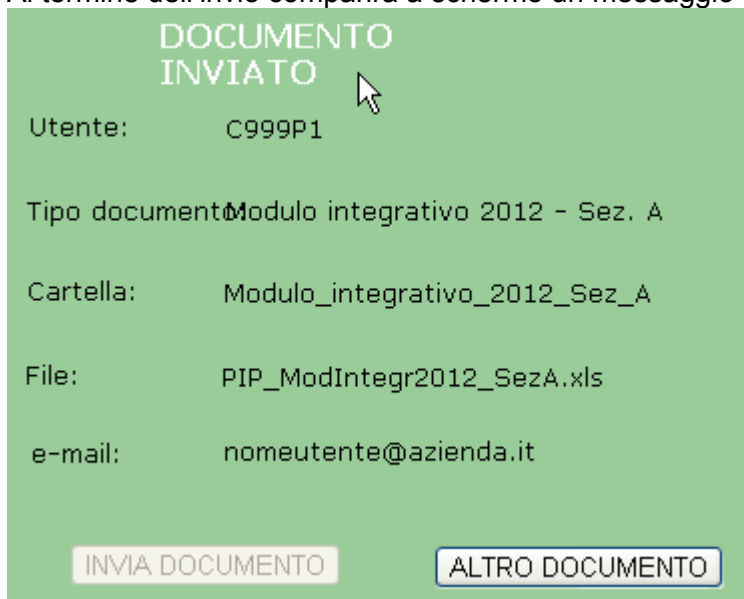 Al termine dell'invio comparirà a schermo un messaggio
DOCUMENTO
INVIATO
Utente: C999P1
Tipo documento: Modulo integrativo 2012 - Sez. A
Cartella: Modulo_integrativo_2012_Sez_A
File: PIP_ModIntegr2012_SezA.xls
e-mail: nomeutente@azienda.it
INVIA DOCUMENTO ALTRO DOCUMENTO